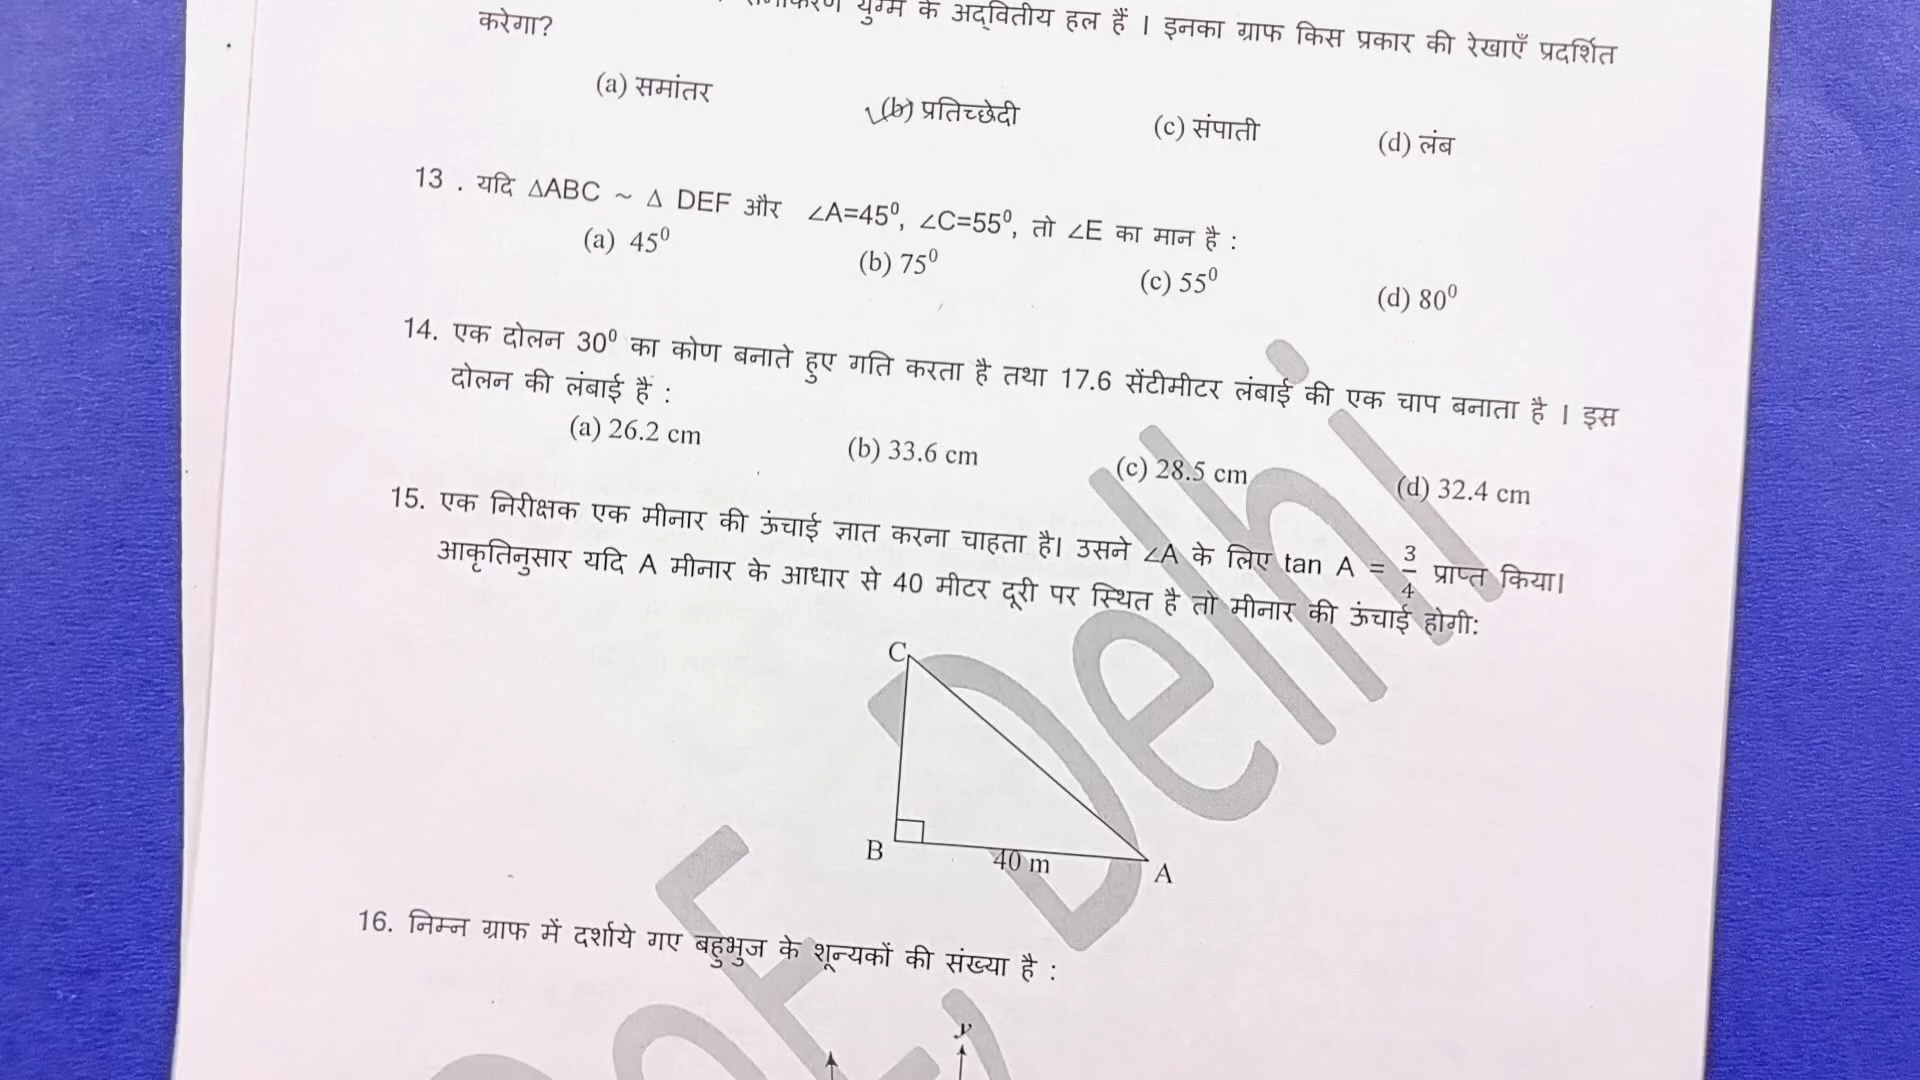 युग्म के अद्वितीय हल हैं । इनका ग्राफ किस प्रकार की रेखाएँ प्रदर्शित
करेगा?
(a) समांतर (b) प्रतिच्छेदी (c) संपाती (d) लंब
13 . यदि ΔABC ~ Δ DEF और ∠A=45⁰, ∠C=55⁰, तो ∠E का मान है :
(a) 45⁰ (b) 75⁰ (c) 55⁰ (d) 80⁰
14. एक दोलन 30⁰ का कोण बनाते हुए गति करता है तथा 17.6 सेंटीमीटर लंबाई की एक चाप बनाता है । इस
दोलन की लंबाई है :
(a) 26.2 cm (b) 33.6 cm (c) 28.5 cm (d) 32.4 cm
15. एक निरीक्षक एक मीनार की ऊंचाई ज्ञात करना चाहता है। उसने ∠A के लिए tan A = 3/4 प्राप्त किया।
आकृतिनुसार यदि A मीनार के आधार से 40 मीटर दूरी पर स्थित है तो मीनार की ऊंचाई होगी:
C
B 40 m A
16. निम्न ग्राफ में दर्शाये गए बहुभुज के शून्यकों की संख्या है :
y
DoE, Delhi